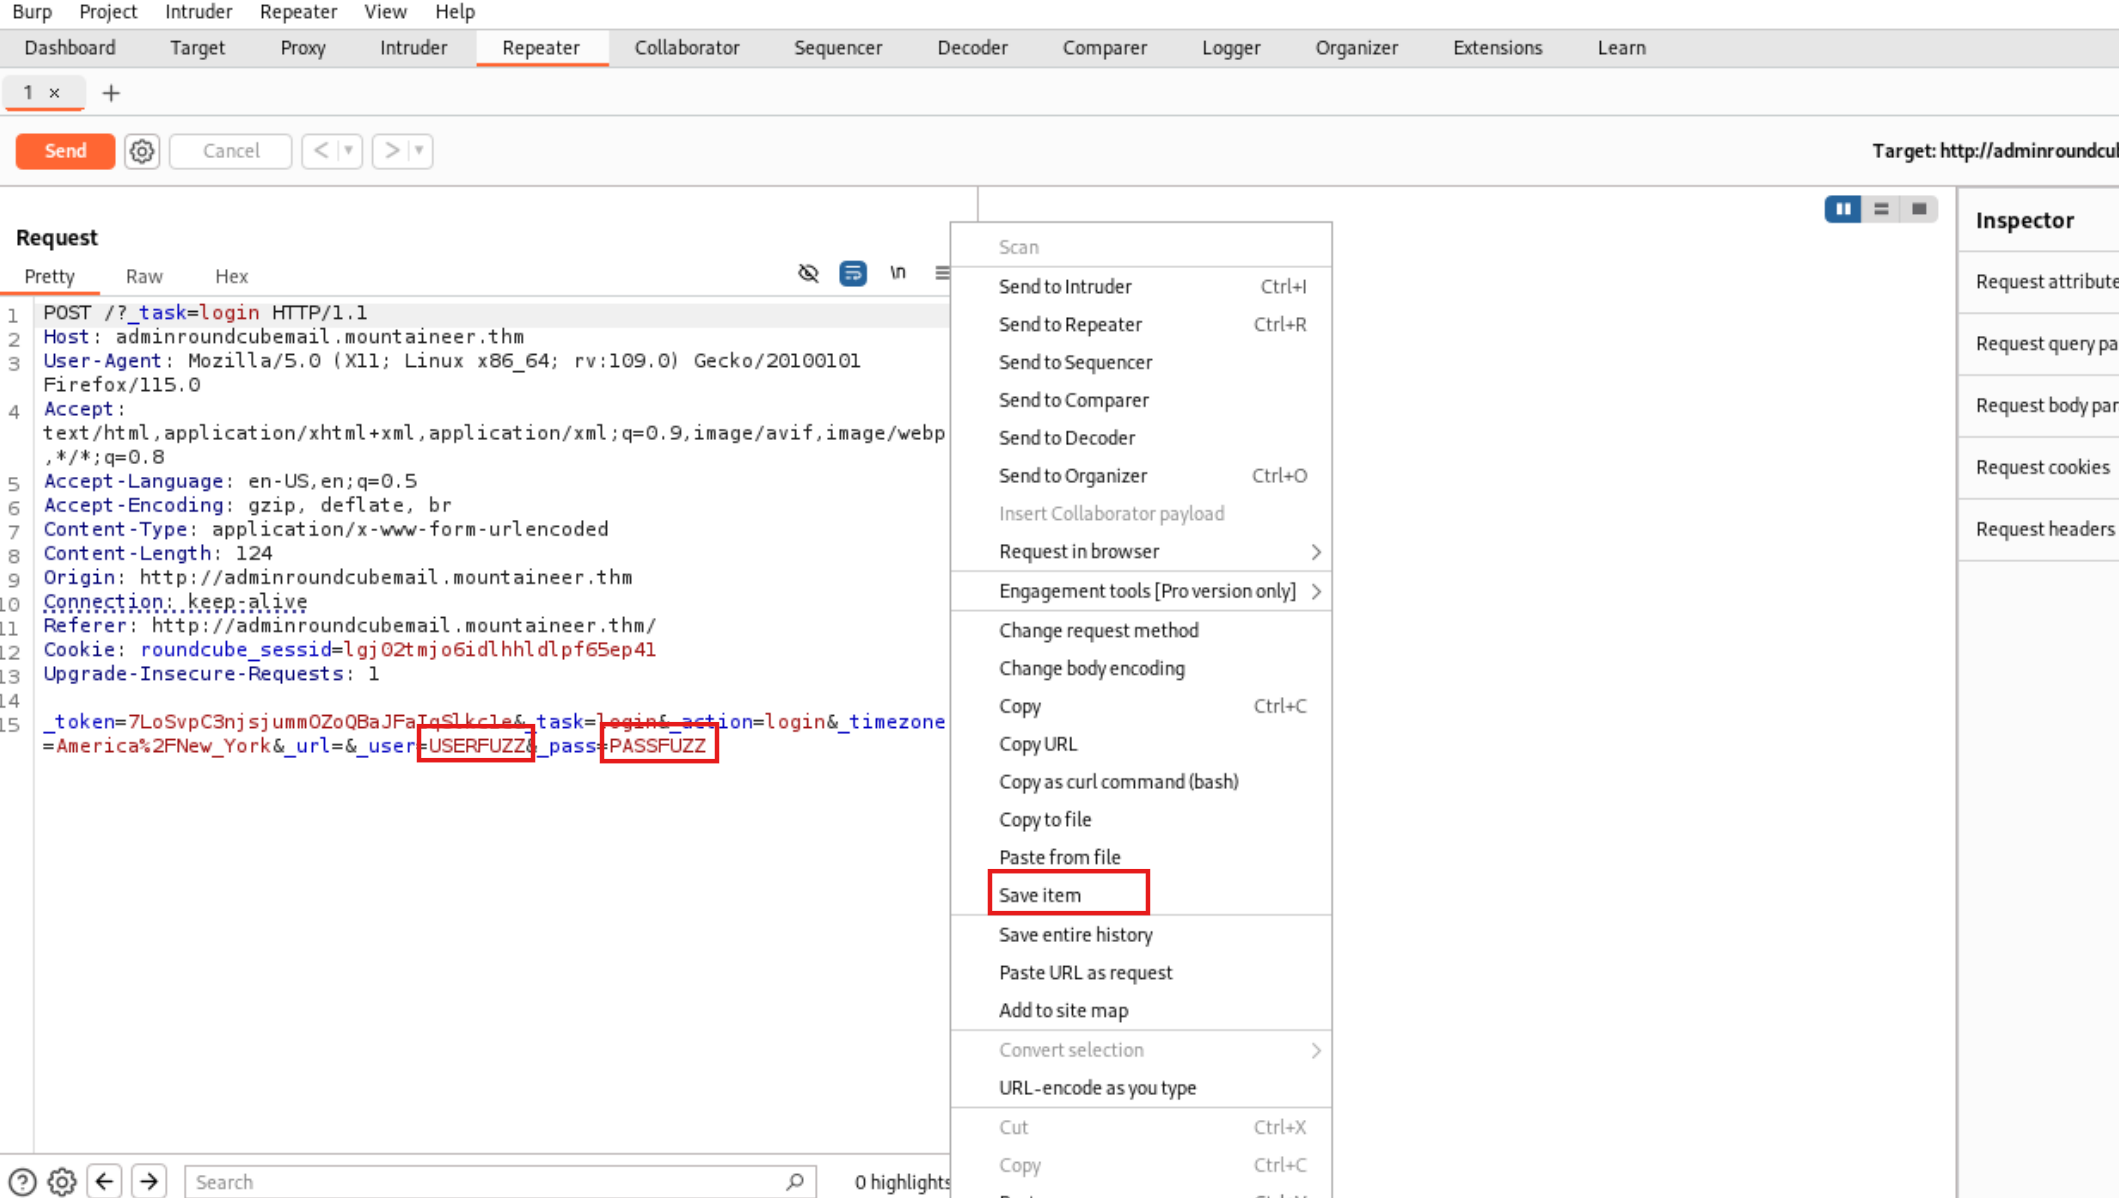 Burp Project Intruder Repeater View Help
Dashboard Target Proxy Intruder Repeater Collaborator Sequencer Decoder Comparer Logger Organizer Extensions Learn
1 × +
Send Cancel < >
Target: http://adminroundcu
Request
Inspector
Pretty Raw Hex
\n
Request attribute
Request query pa
Request body par
Request cookies
Request headers
1 POST /?_task=login HTTP/1.1
2 Host: adminroundcubemail.mountaineer.thm
3 User-Agent: Mozilla/5.0 (X11; Linux x86_64; rv:109.0) Gecko/20100101
Firefox/115.0
4 Accept:
text/html,application/xhtml+xml,application/xml;q=0.9,image/avif,image/webp
,*/*;q=0.8
5 Accept-Language: en-US,en;q=0.5
6 Accept-Encoding: gzip, deflate, br
7 Content-Type: application/x-www-form-urlencoded
8 Content-Length: 124
9 Origin: http://adminroundcubemail.mountaineer.thm
10 Connection: keep-alive
11 Referer: http://adminroundcubemail.mountaineer.thm/
12 Cookie: roundcube_sessid=lgj02tmjo6idlhhldlpf65ep41
13 Upgrade-Insecure-Requests: 1
14
15 _token=7LoSvpC3njsjummOZoQBaJFaIqSlkc1e&_task=login&_action=login&_timezone
=America%2FNew_York&_url=&_user=USERFUZZ&_pass=PASSFUZZ
Scan
Send to Intruder Ctrl+I
Send to Repeater Ctrl+R
Send to Sequencer
Send to Comparer
Send to Decoder
Send to Organizer Ctrl+O
Insert Collaborator payload
Request in browser
Engagement tools [Pro version only]
Change request method
Change body encoding
Copy Ctrl+C
Copy URL
Copy as curl command (bash)
Copy to file
Paste from file
Save item
Save entire history
Paste URL as request
Add to site map
Convert selection
URL-encode as you type
Cut Ctrl+X
Copy Ctrl+C
Search
0 highlights